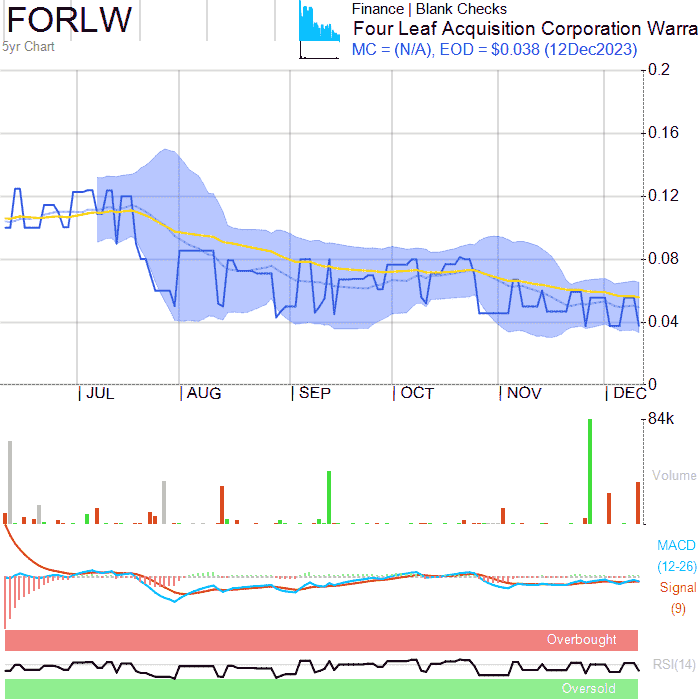 FORLW
5yr Chart
Finance | Blank Checks
Four Leaf Acquisition Corporation Warra
MC = (N/A), EOD = $0.038 (12Dec2023)
0.2
0.16
0.12
0.08
0.04
0
JUL AUG SEP OCT NOV DEC
84k
Volume
MACD
(12-26)
Signal
(9)
Overbought
RSI(14)
Oversold